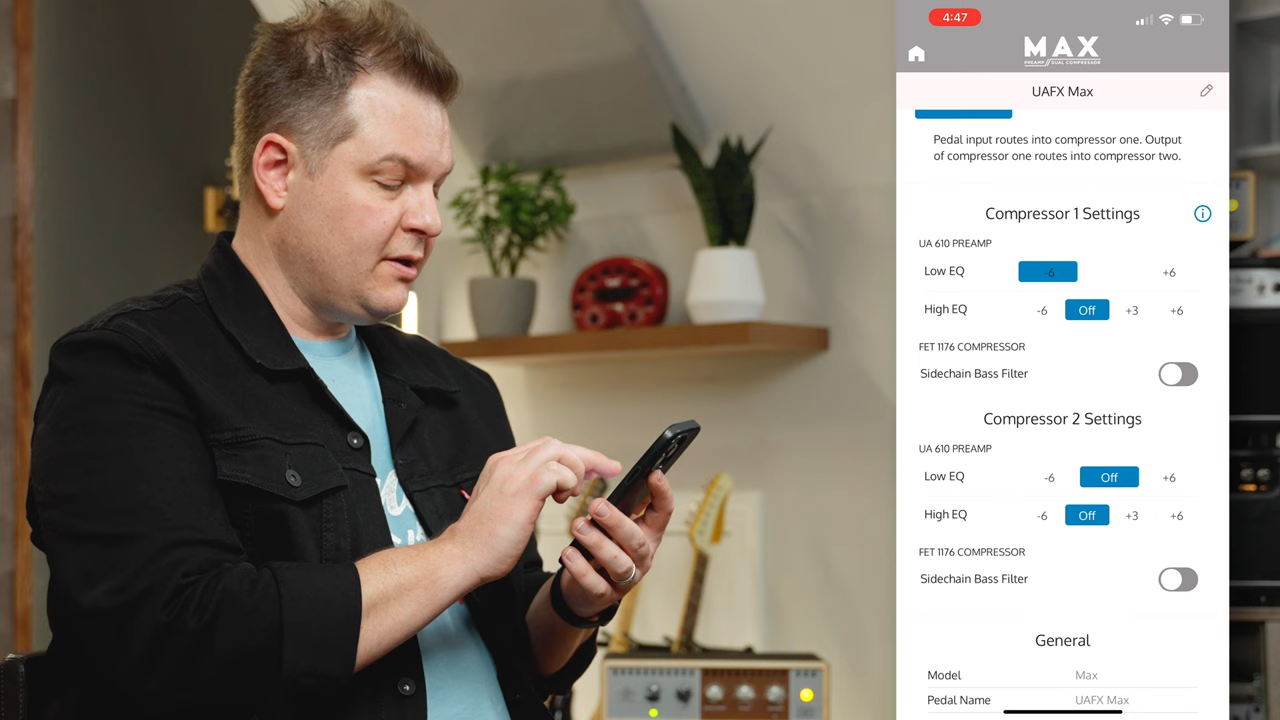 4:47
MAX
PREAMP // DUAL COMPRESSOR
UAFX Max
Pedal input routes into compressor one. Output
of compressor one routes into compressor two.
Compressor 1 Settings
UA 610 PREAMP
Low EQ -6 +6
High EQ -6 Off +3 +6
FET 1176 COMPRESSOR
Sidechain Bass Filter
Compressor 2 Settings
UA 610 PREAMP
Low EQ -6 Off +6
High EQ -6 Off +3 +6
FET 1176 COMPRESSOR
Sidechain Bass Filter
General
Model Max
Pedal Name UAFX Max